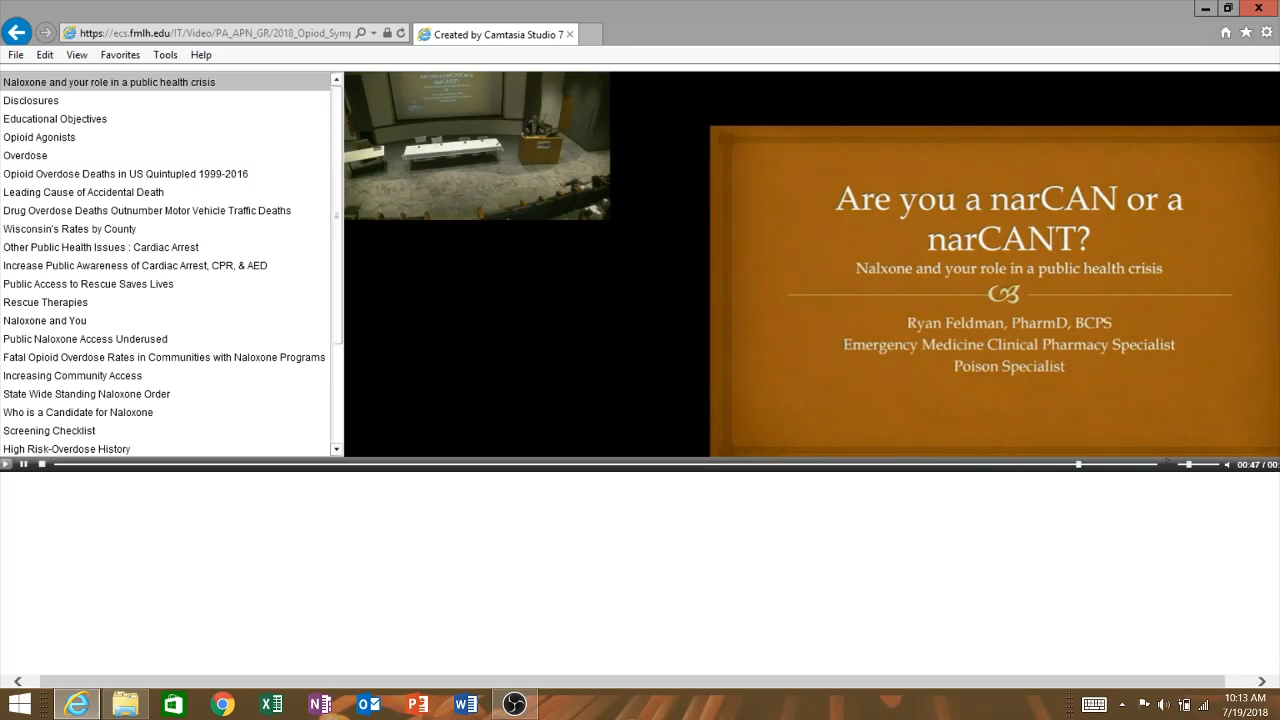 https://ecs.fmlh.edu/IT/Video/PA_APN_GR/2018_Opiod_Symp
Created by Camtasia Studio 7
File Edit View Favorites Tools Help
Naloxone and your role in a public health crisis
Disclosures
Educational Objectives
Opioid Agonists
Overdose
Opioid Overdose Deaths in US Quintupled 1999-2016
Leading Cause of Accidental Death
Drug Overdose Deaths Outnumber Motor Vehicle Traffic Deaths
Wisconsin's Rates by County
Other Public Health Issues : Cardiac Arrest
Increase Public Awareness of Cardiac Arrest, CPR, & AED
Public Access to Rescue Saves Lives
Rescue Therapies
Naloxone and You
Public Naloxone Access Underused
Fatal Opioid Overdose Rates in Communities with Naloxone Programs
Increasing Community Access
State Wide Standing Naloxone Order
Who is a Candidate for Naloxone
Screening Checklist
High Risk-Overdose History
Are you a narCAN or a
narCANT?
Are you a narCAN or a
narCANT?
Nalxone and your role in a public health crisis
Ryan Feldman, PharmD, BCPS
Emergency Medicine Clinical Pharmacy Specialist
Poison Specialist
00:47 / 00:
10:13 AM
7/19/2018